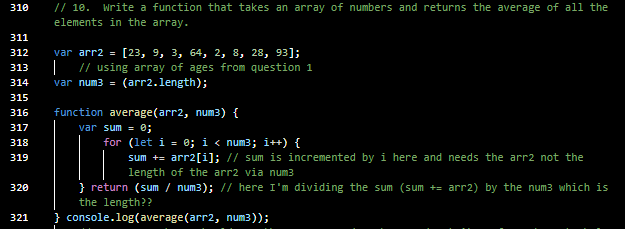 310 // 10.  Write a function that takes an array of numbers and returns the average of all the
elements in the array.
311
312 var arr2 = [23, 9, 3, 64, 2, 8, 28, 93];
313 // using array of ages from question 1
314 var num3 = (arr2.length);
315
316 function average(arr2, num3) {
317 var sum = 0;
318 for (let i = 0; i < num3; i++) {
319 sum += arr2[i]; // sum is incremented by i here and needs the arr2 not the
length of the arr2 via num3
320 } return (sum / num3); // here I'm dividing the sum (sum += arr2) by the num3 which is
the length??
321 } console.log(average(arr2, num3));